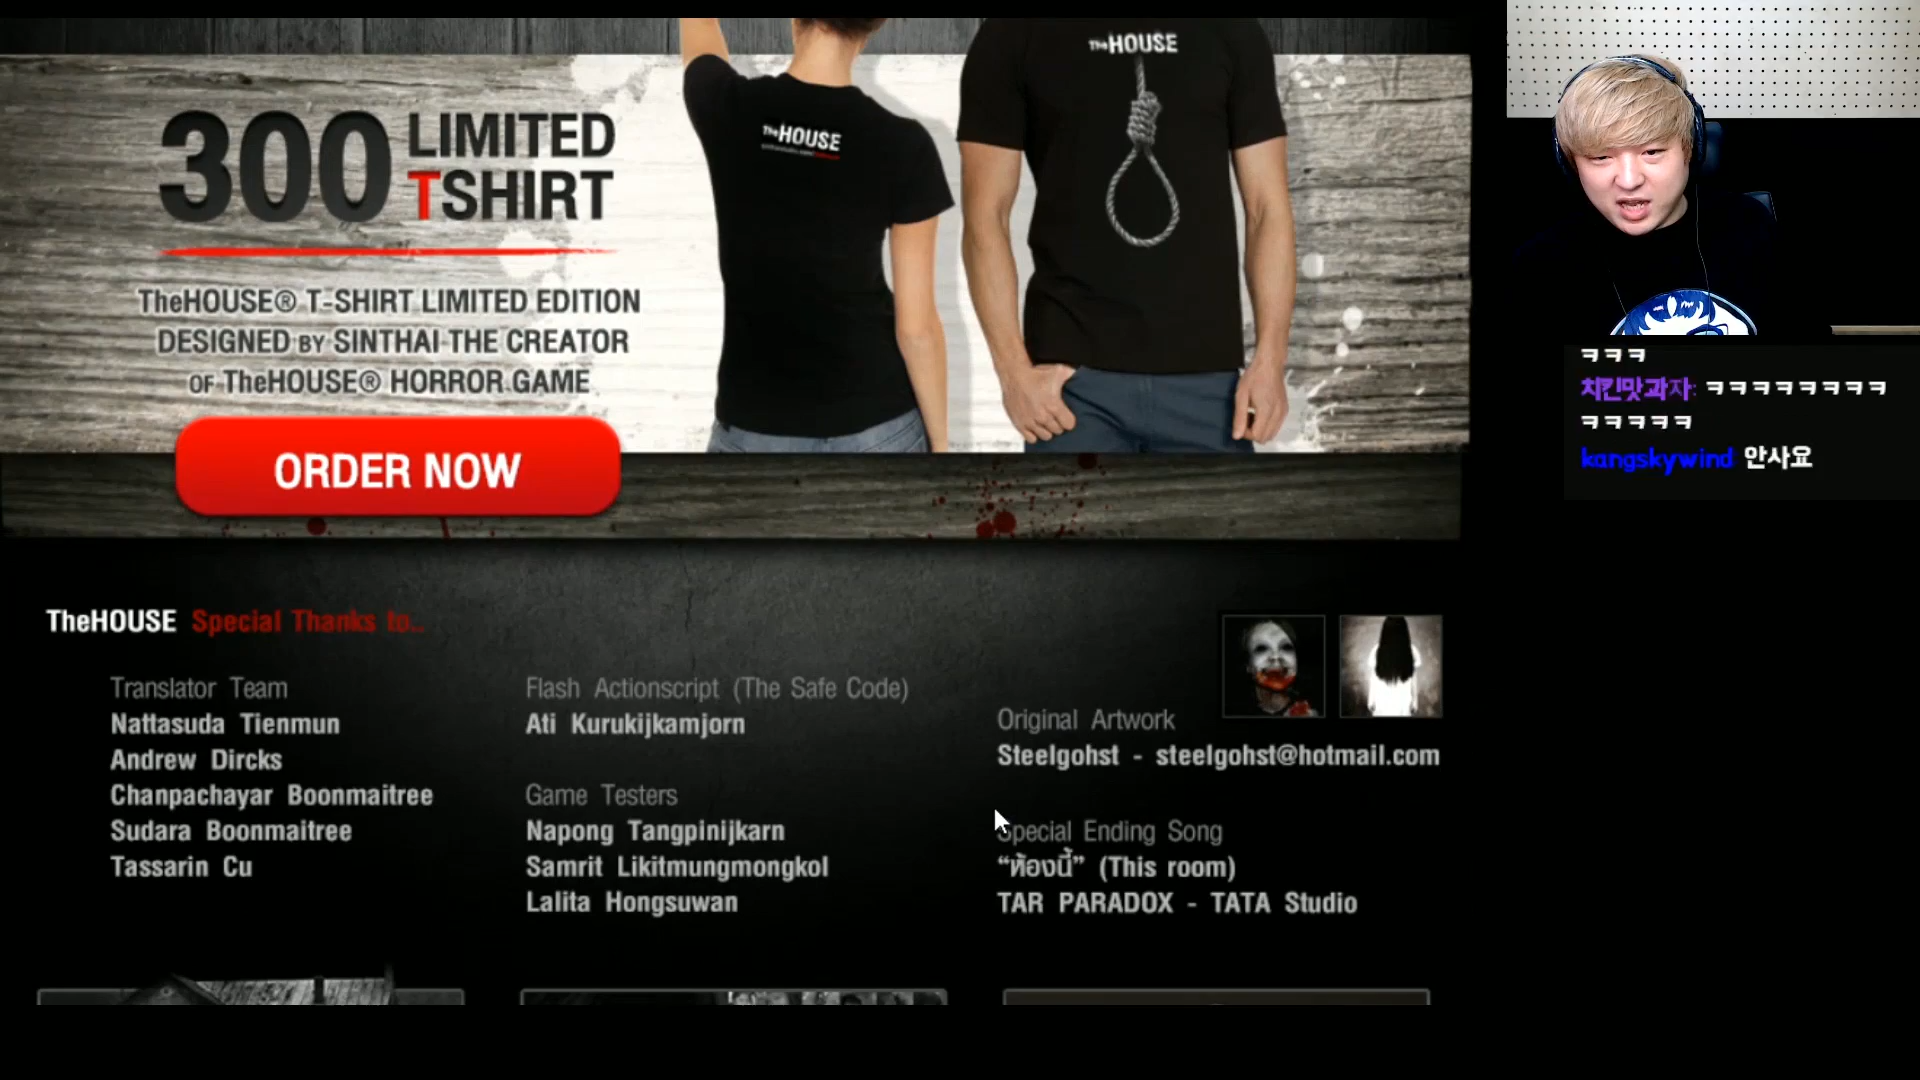 TheHOUSE
TheHOUSE
300 LIMITED
TSHIRT
TheHOUSE® T-SHIRT LIMITED EDITION
DESIGNED BY SINTHAI THE CREATOR
OF TheHOUSE® HORROR GAME
ORDER NOW
ㅋㅋㅋ
치킨맛과자: ㅋㅋㅋㅋㅋㅋㅋㅋ
ㅋㅋㅋㅋㅋ
kangskywind 안사요
TheHOUSE Special Thanks to...
Translator Team
Nattasuda Tienmun
Andrew Dircks
Chanpachayar Boonmaitree
Sudara Boonmaitree
Tassarin Cu
Flash Actionscript (The Safe Code)
Ati Kurukijkamjorn
Game Testers
Napong Tangpinijkarn
Samrit Likitmungmongkol
Lalita Hongsuwan
Original Artwork
Steelgohst - steelgohst@hotmail.com
Special Ending Song
“ห้องนี้” (This room)
TAR PARADOX - TATA Studio